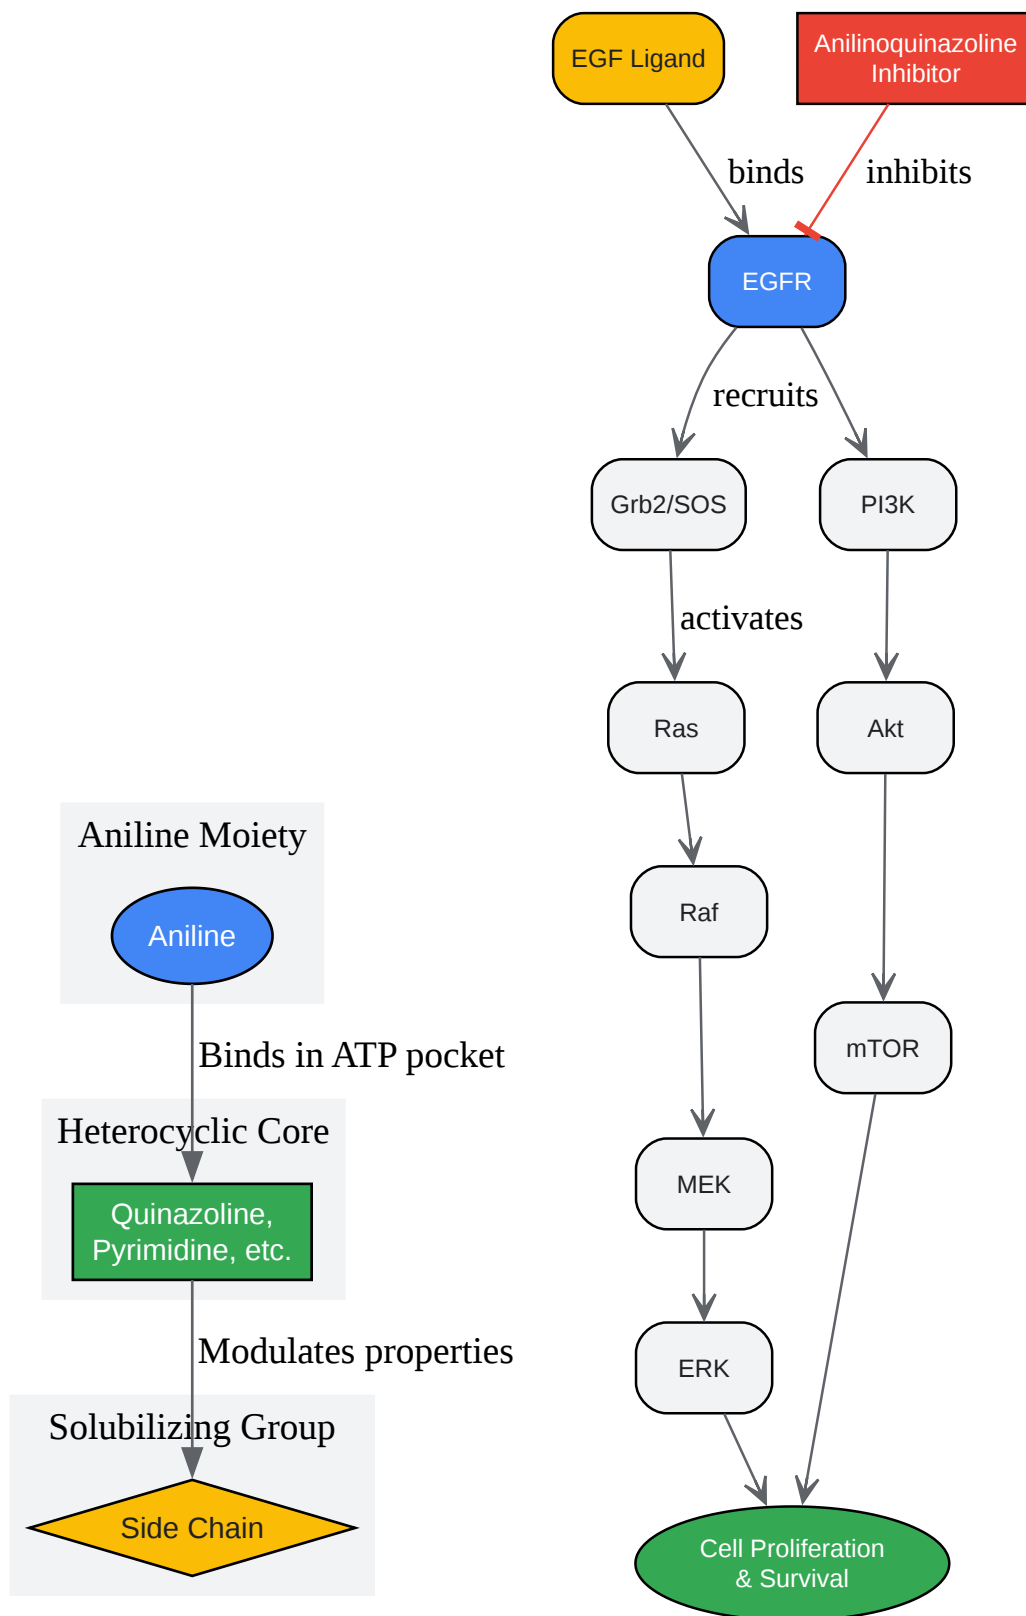 EGF Ligand
Anilinoquinazoline
Inhibitor
binds
inhibits
EGFR
recruits
Grb2/SOS
PI3K
activates
Ras
Akt
Raf
mTOR
MEK
ERK
Cell Proliferation
& Survival
Aniline Moiety
Aniline
Binds in ATP pocket
Heterocyclic Core
Quinazoline,
Pyrimidine, etc.
Modulates properties
Solubilizing Group
Side Chain